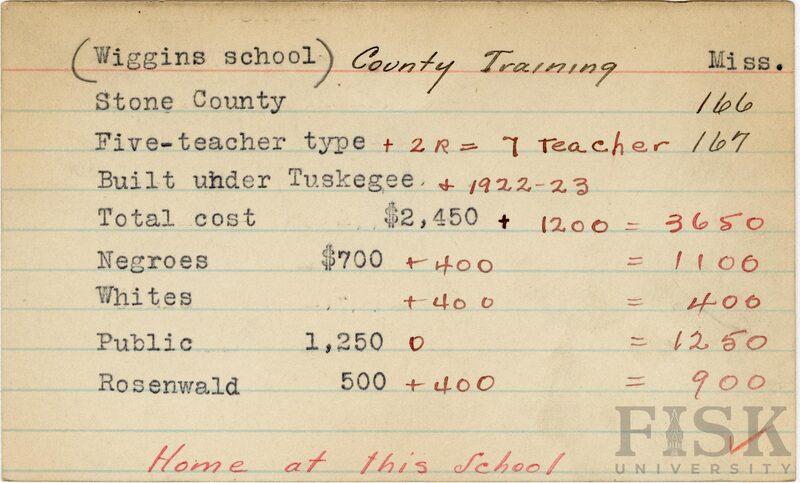 (Wiggins school) County Training Miss.
Stone County 166
Five-teacher type + 2 R = 7 Teacher 167
Built under Tuskegee. + 1922-23
Total cost $2,450 + 1200 = 3650
Negroes $700 +400 = 1100
Whites +400 = 400
Public 1,250 0 = 1250
Rosenwald 500 +400 = 900
Home at this School
FISK
UNIVERSITY